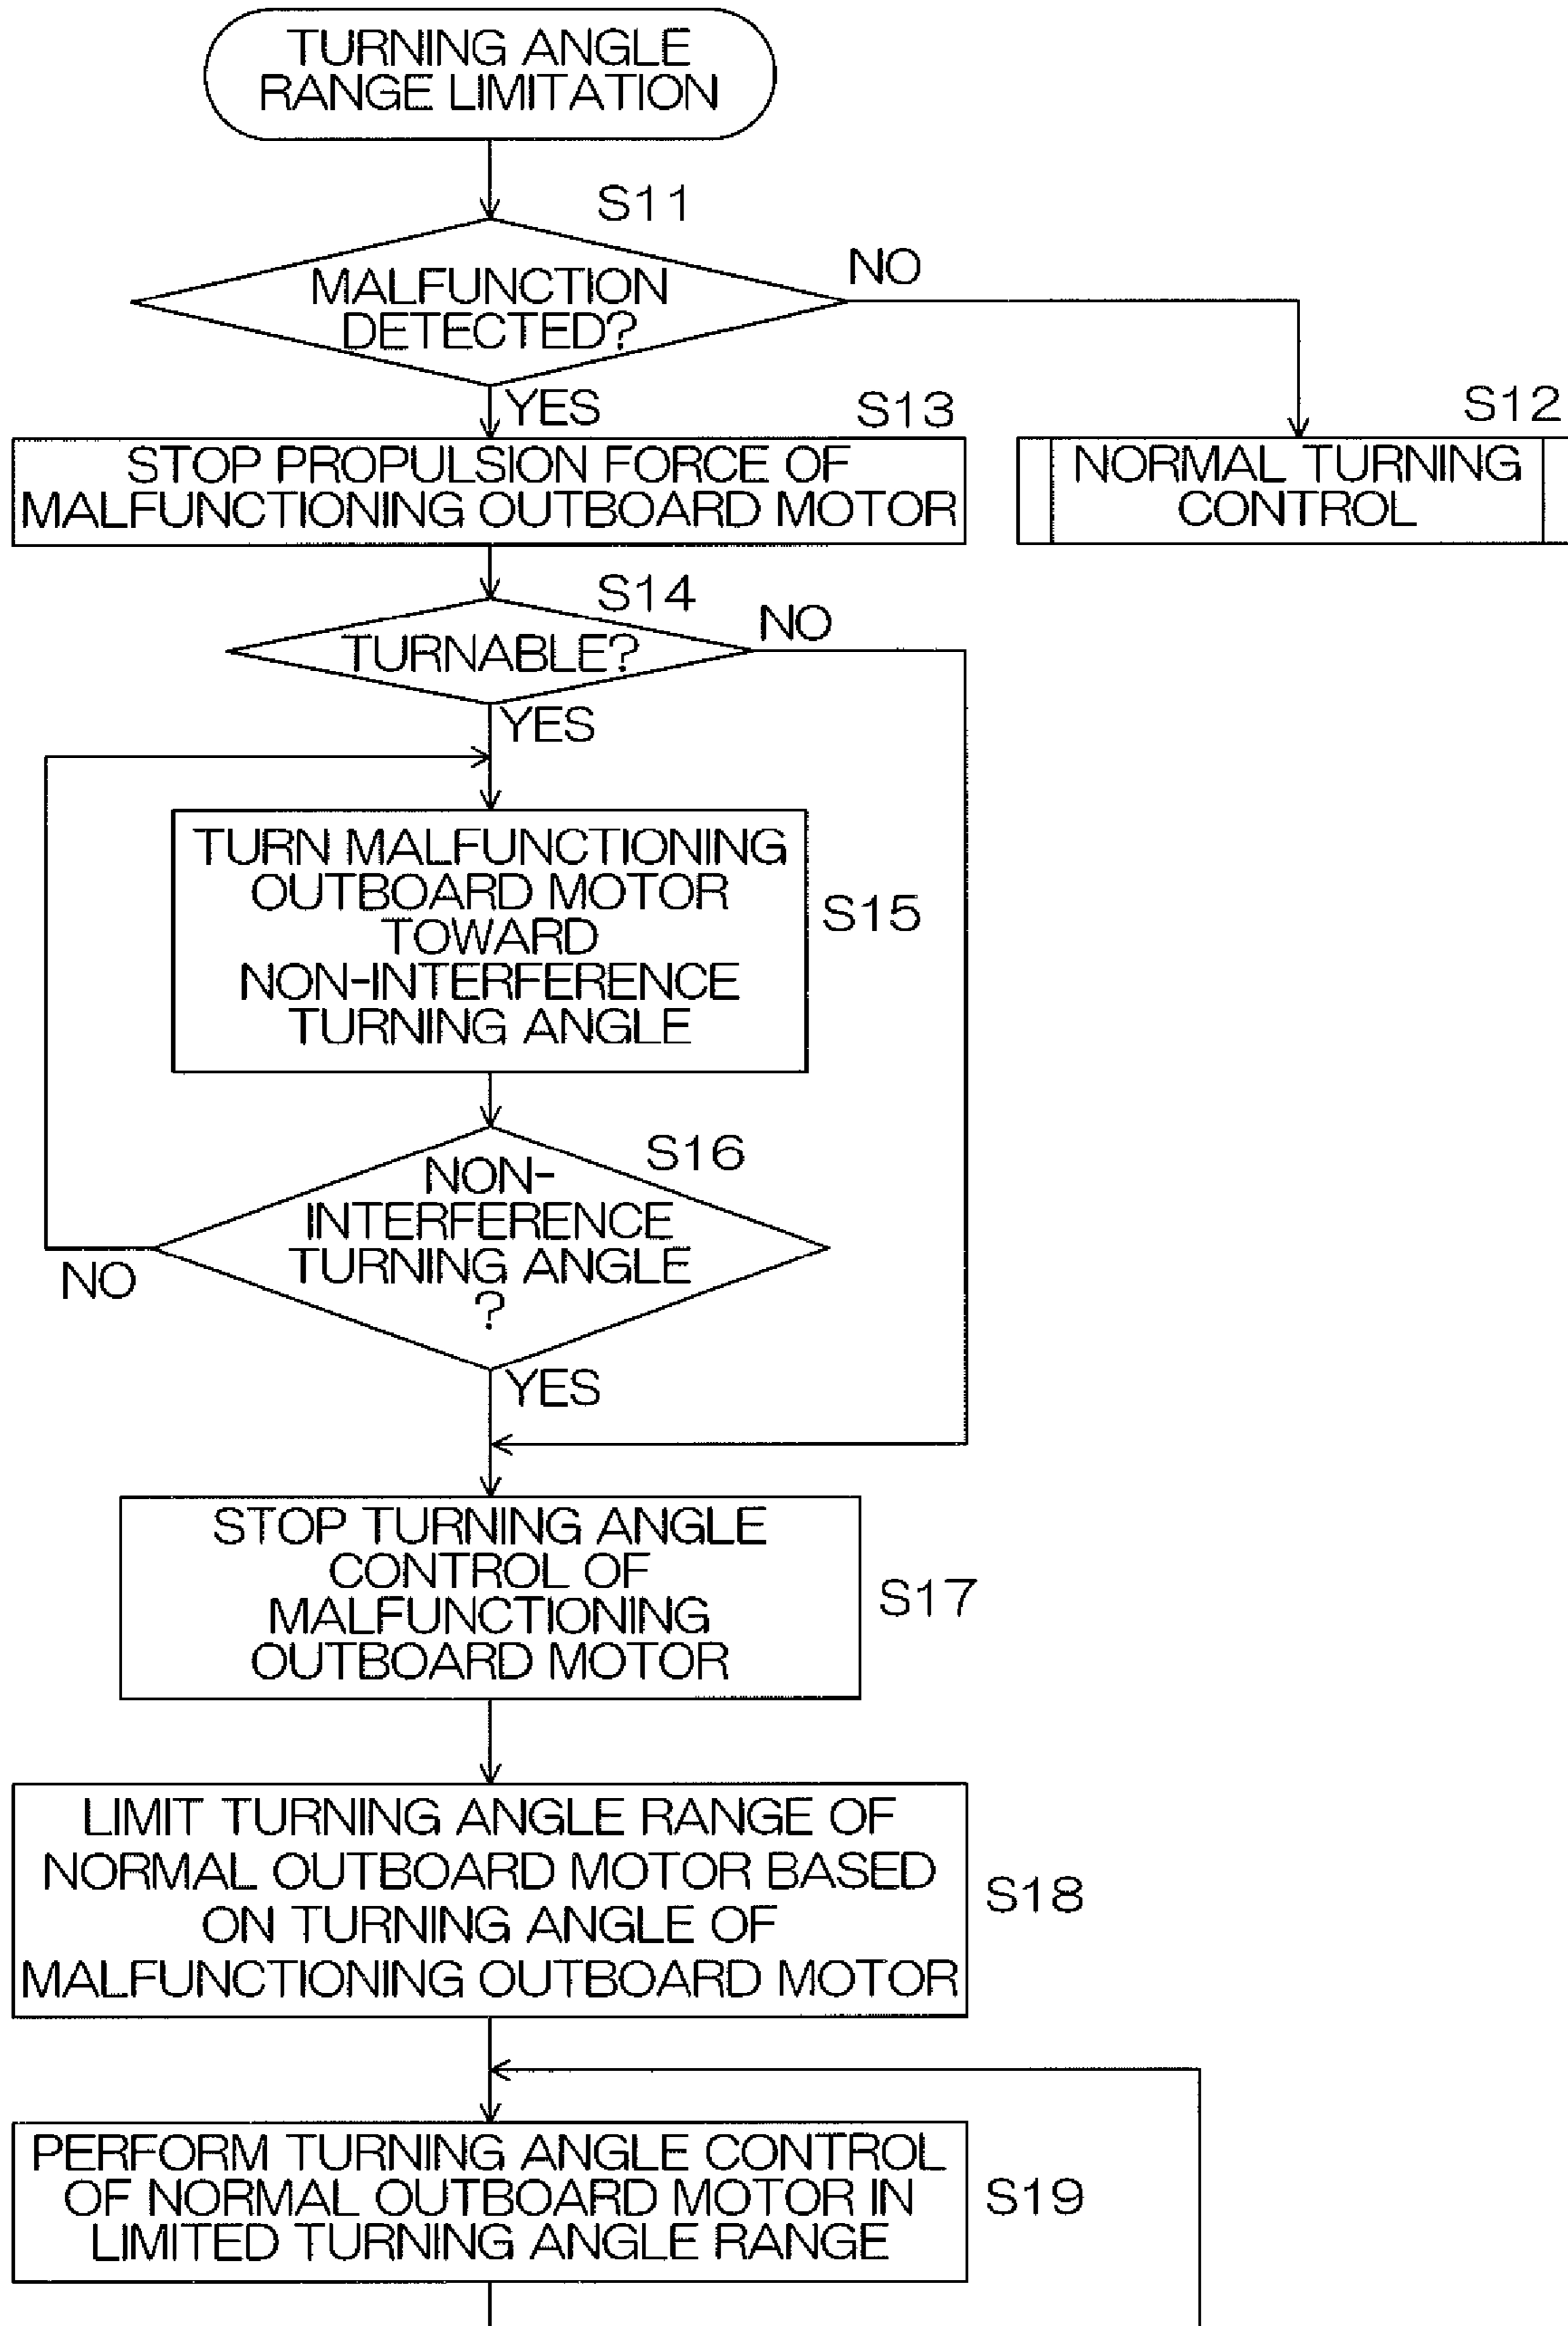 TURNING ANGLE
RANGE LIMITATION
S11
MALFUNCTION
DETECTED?
NO
YES
S13
S12
STOP PROPULSION FORCE OF
MALFUNCTIONING OUTBOARD MOTOR
NORMAL TURNING
CONTROL
S14
TURNABLE?
NO
YES
TURN MALFUNCTIONING
OUTBOARD MOTOR
TOWARD
NON-INTERFERENCE
TURNING ANGLE
S15
S16
NON-
INTERFERENCE
TURNING ANGLE
?
NO
YES
STOP TURNING ANGLE
CONTROL OF
MALFUNCTIONING
OUTBOARD MOTOR
S17
LIMIT TURNING ANGLE RANGE OF
NORMAL OUTBOARD MOTOR BASED
ON TURNING ANGLE OF
MALFUNCTIONING OUTBOARD MOTOR
S18
PERFORM TURNING ANGLE CONTROL
OF NORMAL OUTBOARD MOTOR IN
LIMITED TURNING ANGLE RANGE
S19